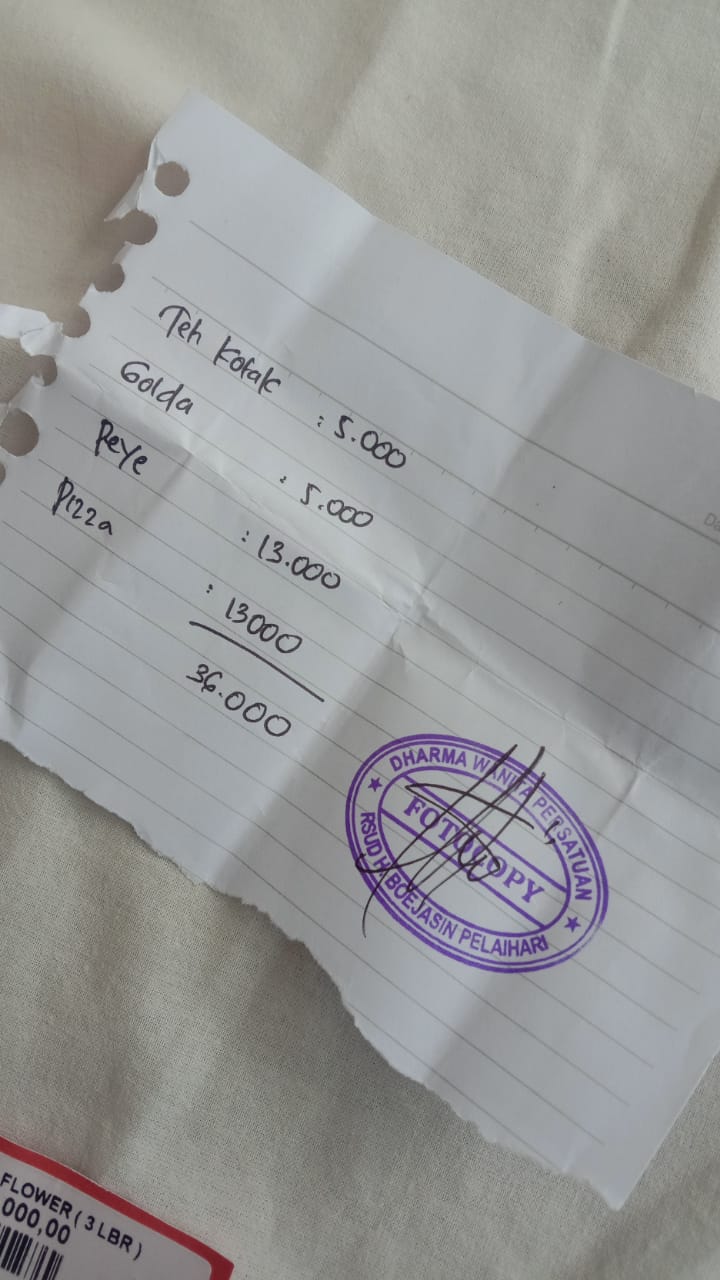 Teh Kotak : 5.000
Golda : 5.000
Peye : 13.000
Pizza : 13000
36.000
DHARMA WANITA PERSATUAN
FOTOCOPY
RSUD H BOEJASIN PELAIHARI
FLOWER ( 3 LBR )
000,00